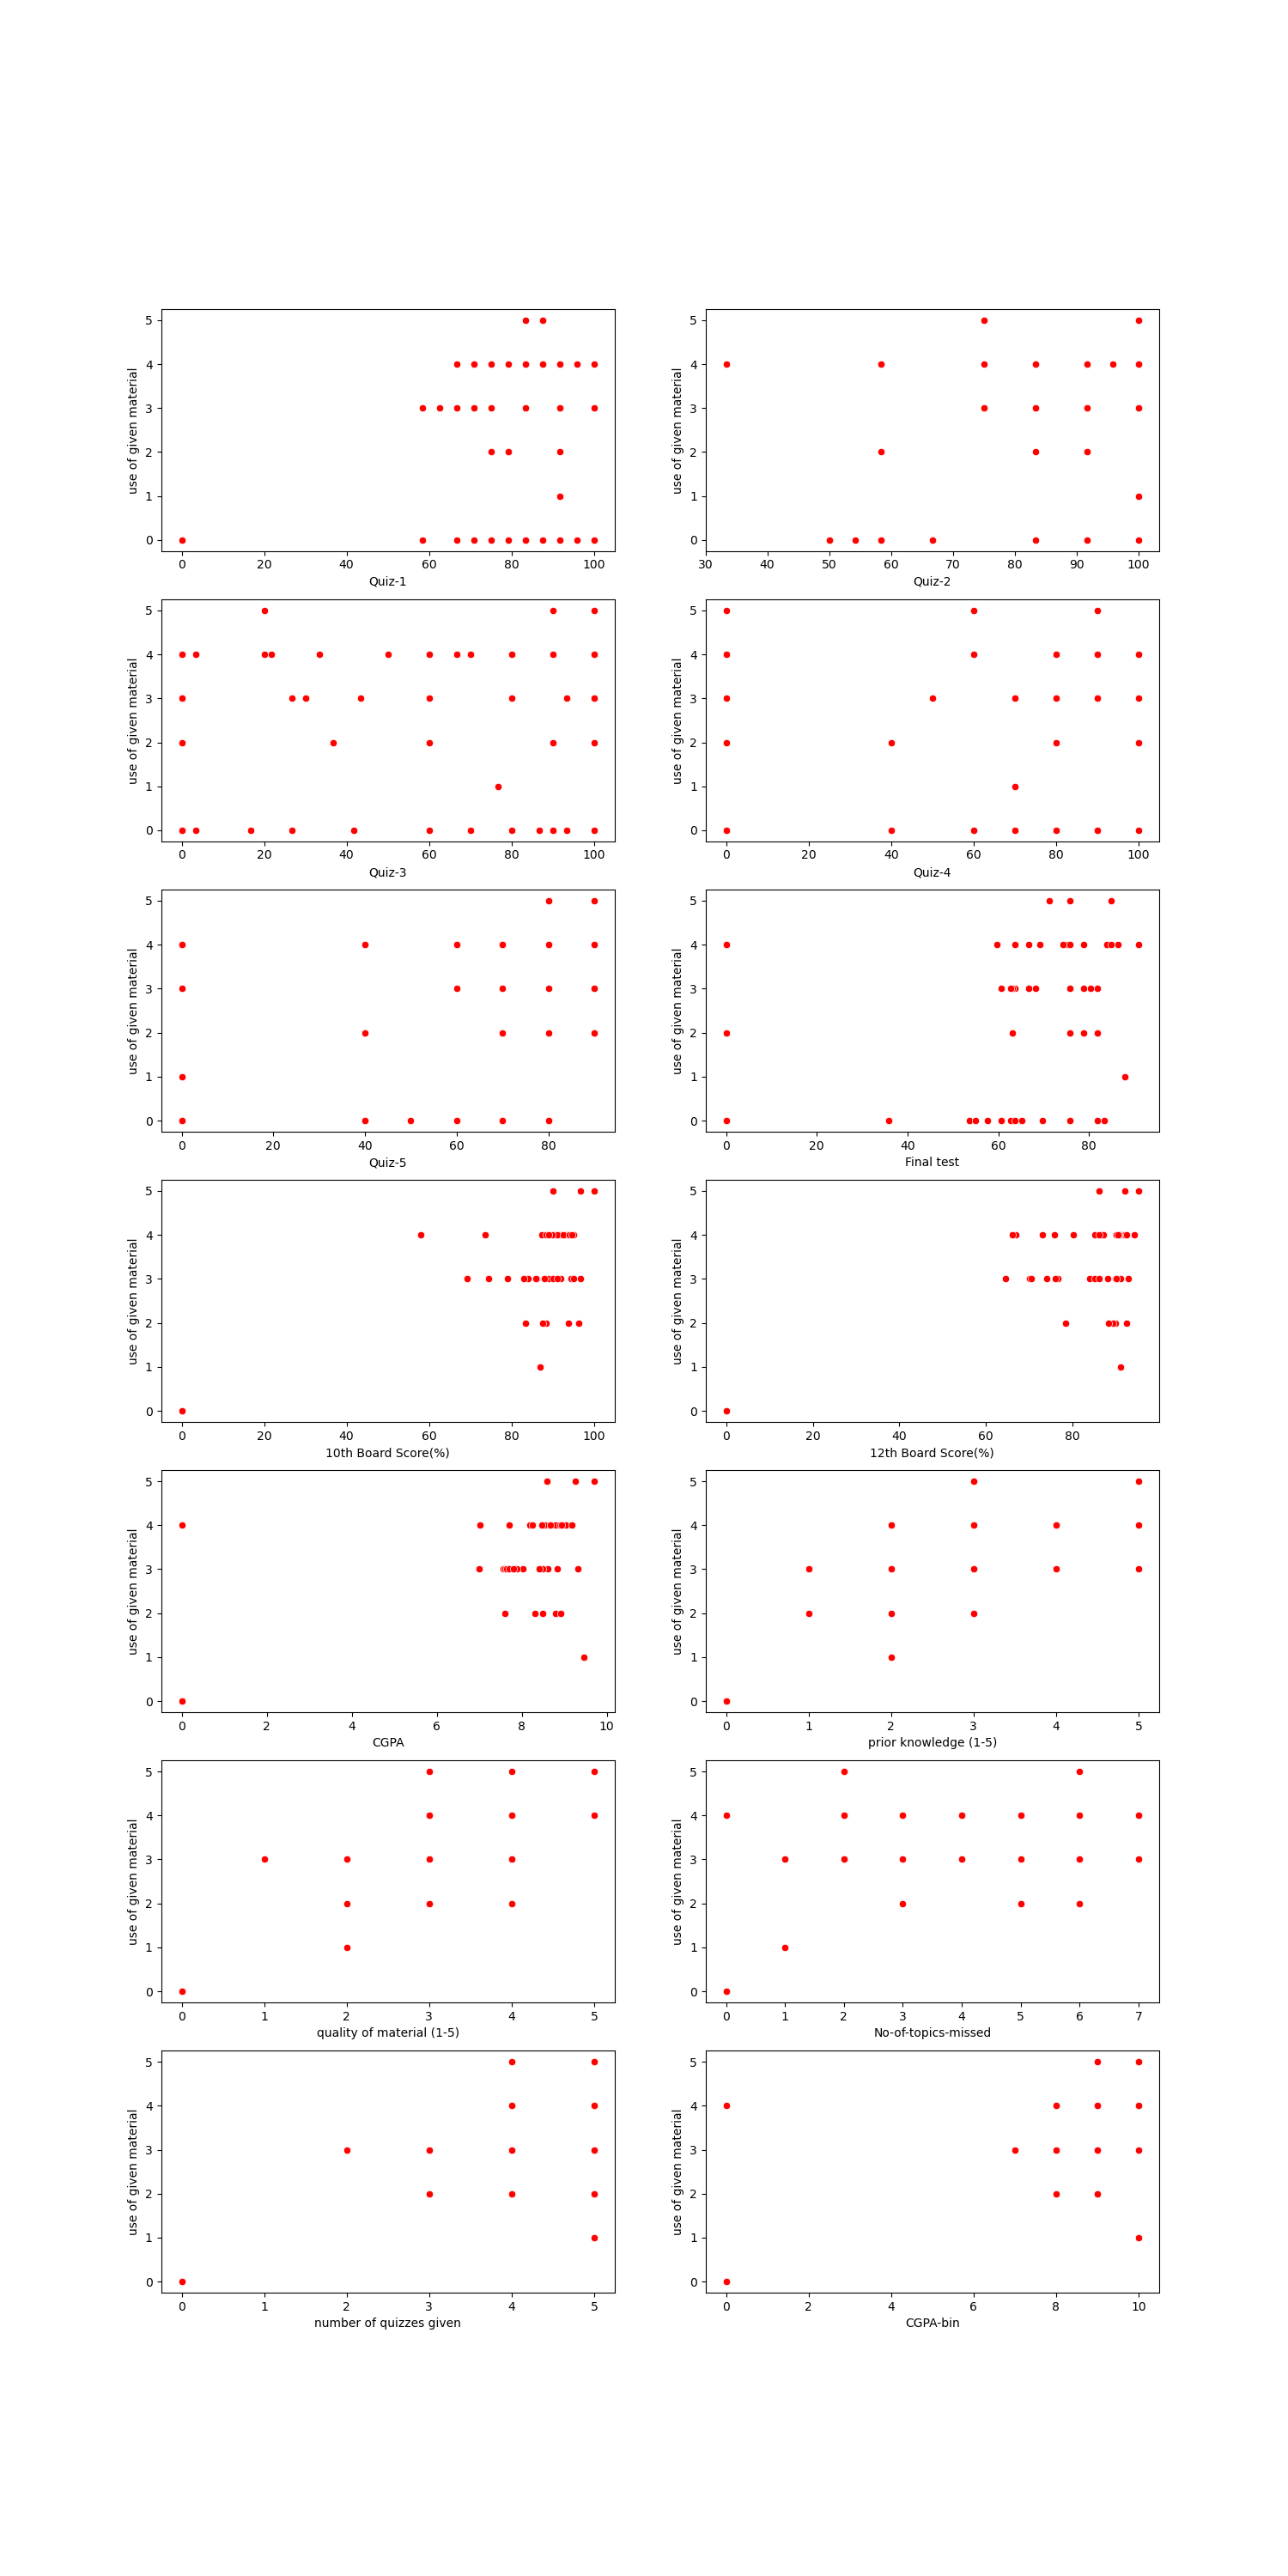 use of given material
5
4
3
2
1
0
0 20 40 60 80 100
Quiz-1
use of given material
5
4
3
2
1
0
30 40 50 60 70 80 90 100
Quiz-2
use of given material
5
4
3
2
1
0
0 20 40 60 80 100
Quiz-3
use of given material
5
4
3
2
1
0
0 20 40 60 80 100
Quiz-4
use of given material
5
4
3
2
1
0
0 20 40 60 80
Quiz-5
use of given material
5
4
3
2
1
0
0 20 40 60 80
Final test
use of given material
5
4
3
2
1
0
0 20 40 60 80 100
10th Board Score(%)
use of given material
5
4
3
2
1
0
0 20 40 60 80
12th Board Score(%)
use of given material
5
4
3
2
1
0
0 2 4 6 8 10
CGPA
use of given material
5
4
3
2
1
0
0 1 2 3 4 5
prior knowledge (1-5)
use of given material
5
4
3
2
1
0
0 1 2 3 4 5
quality of material (1-5)
use of given material
5
4
3
2
1
0
0 1 2 3 4 5 6 7
No-of-topics-missed
use of given material
5
4
3
2
1
0
0 1 2 3 4 5
number of quizzes given
use of given material
5
4
3
2
1
0
0 2 4 6 8 10
CGPA-bin